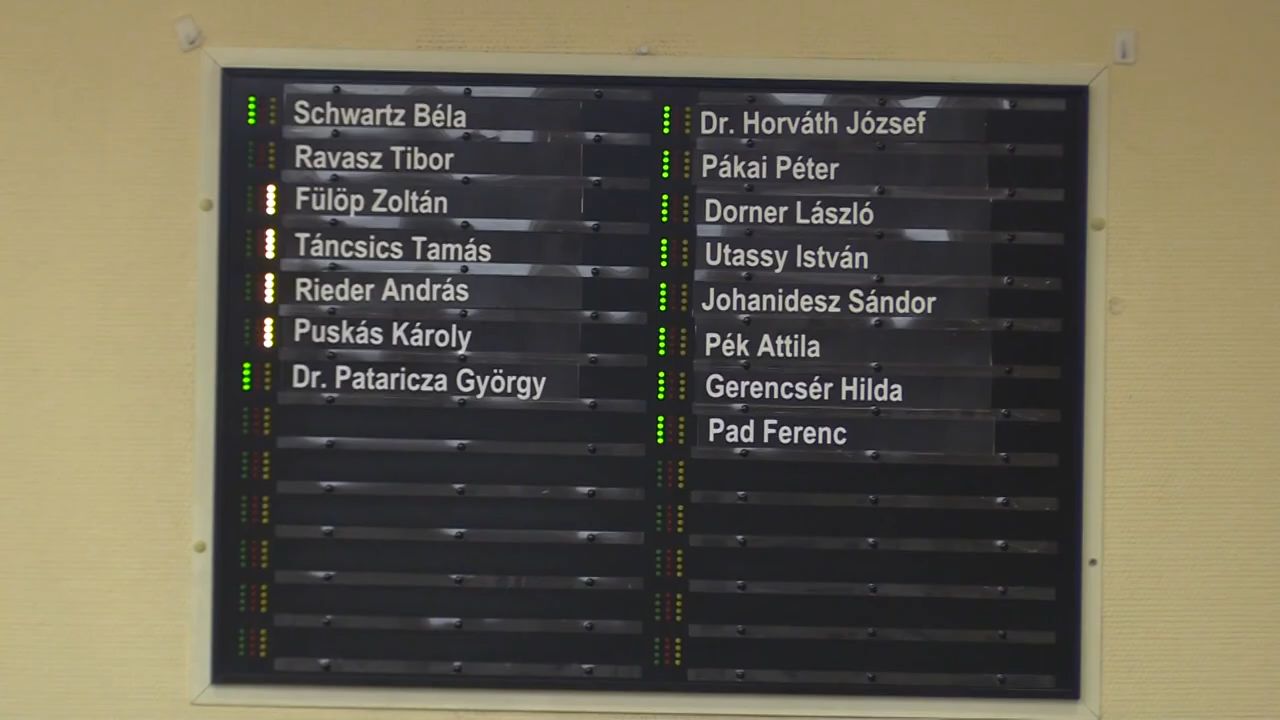 Schwartz Béla
Ravasz Tibor
Fülöp Zoltán
Táncsics Tamás
Rieder András
Puskás Károly
Dr. Pataricza György
Dr. Horváth József
Pákai Péter
Dorner László
Utassy István
Johanidesz Sándor
Pék Attila
Gerencsér Hilda
Pad Ferenc